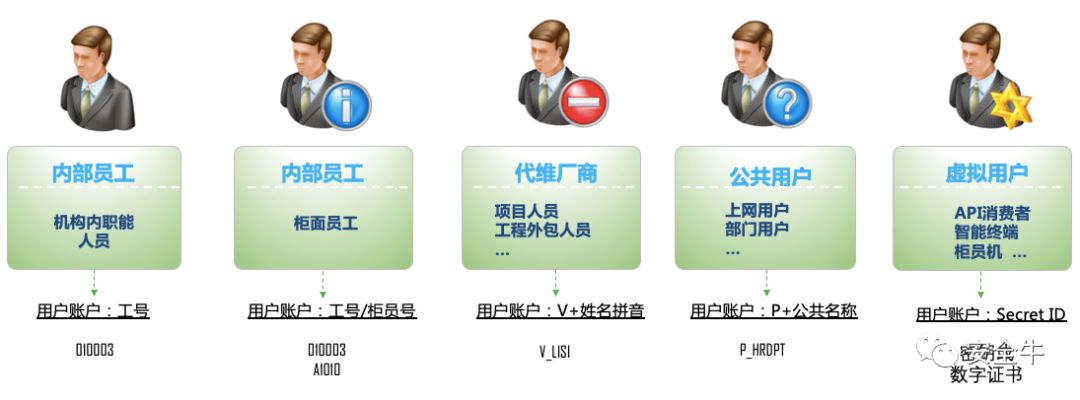 内部员工
机构内职能
人员
用户账户：工号
010003
内部员工
柜面员工
用户账户：工号/柜员号
010003
A1010
代维厂商
项目人员
工程外包人员
...
用户账户：V+姓名拼音
V_LISI
公共用户
上网用户
部门用户
...
用户账户：P+公共名称
P_HRDPT
虚拟用户
API消费者
智能终端
柜员机 ...
用户账户：Secret ID
数字证书
安全牛